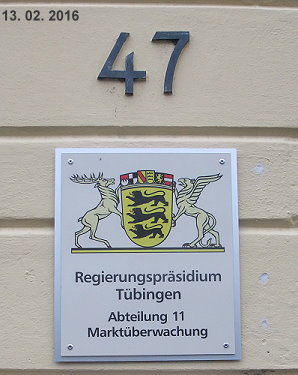 13. 02. 2016
47
Regierungspräsidium
Tübingen
Abteilung 11
Marktüberwachung